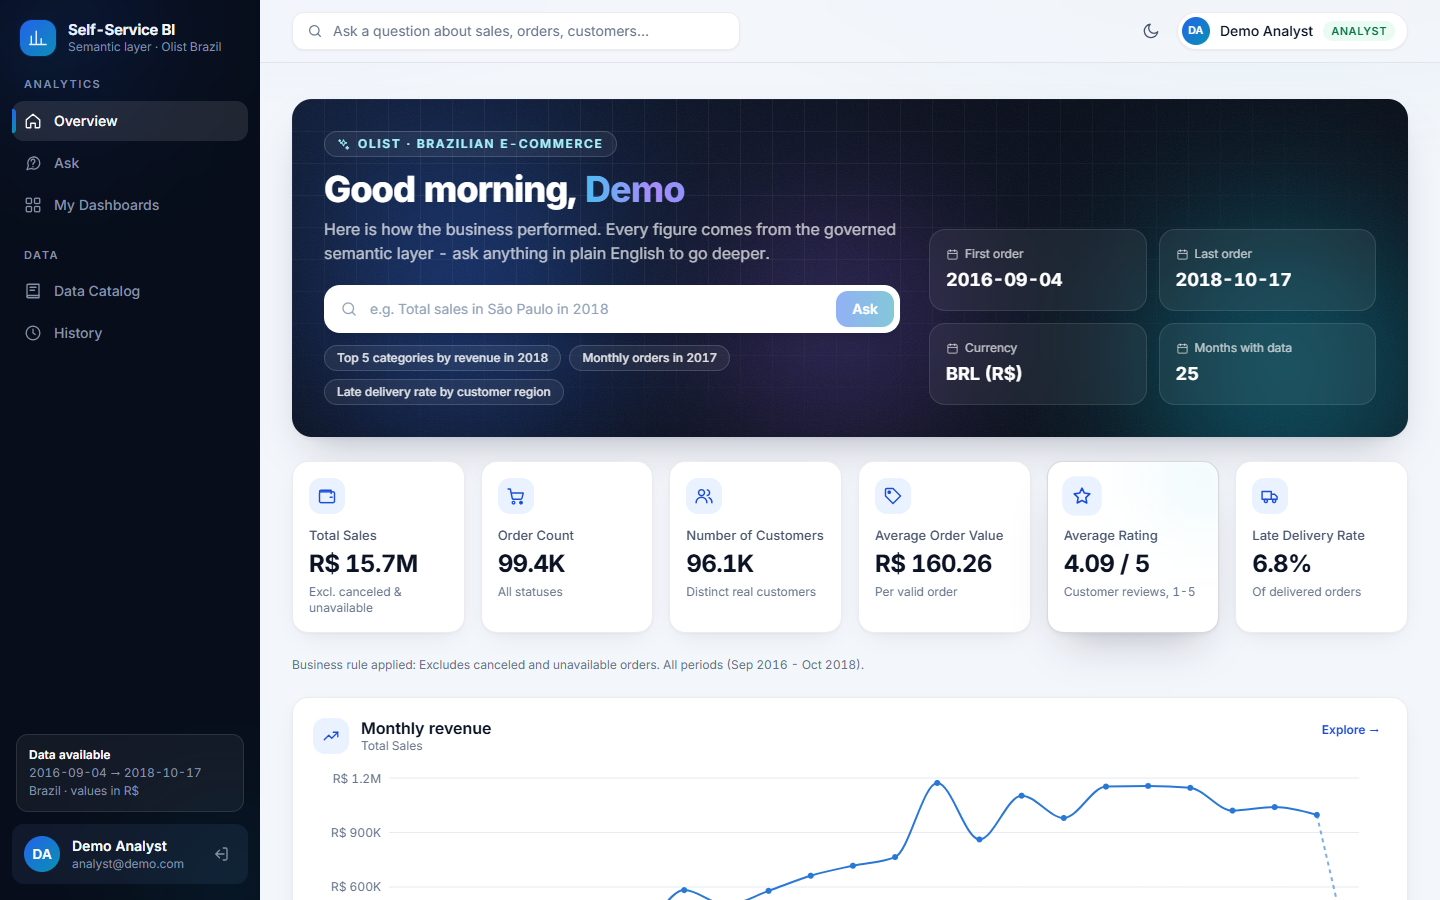 Self-Service BI
Semantic layer · Olist Brazil
ANALYTICS
Overview
Ask
My Dashboards
DATA
Data Catalog
History
Data available
2016-09-04 → 2018-10-17
Brazil · values in R$
DA
Demo Analyst
analyst@demo.com
Ask a question about sales, orders, customers...
DA
Demo Analyst
ANALYST
OLIST · BRAZILIAN E-COMMERCE
Good morning, Demo
Here is how the business performed. Every figure comes from the governed
semantic layer - ask anything in plain English to go deeper.
e.g. Total sales in São Paulo in 2018
Ask
Top 5 categories by revenue in 2018
Monthly orders in 2017
Late delivery rate by customer region
First order
2016-09-04
Last order
2018-10-17
Currency
BRL (R$)
Months with data
25
Total Sales
R$ 15.7M
Excl. canceled &
unavailable
Order Count
99.4K
All statuses
Number of Customers
96.1K
Distinct real customers
Average Order Value
R$ 160.26
Per valid order
Average Rating
4.09 / 5
Customer reviews, 1-5
Late Delivery Rate
6.8%
Of delivered orders
Business rule applied: Excludes canceled and unavailable orders. All periods (Sep 2016 - Oct 2018).
Monthly revenue
Total Sales
Explore →
R$ 1.2M
R$ 900K
R$ 600K